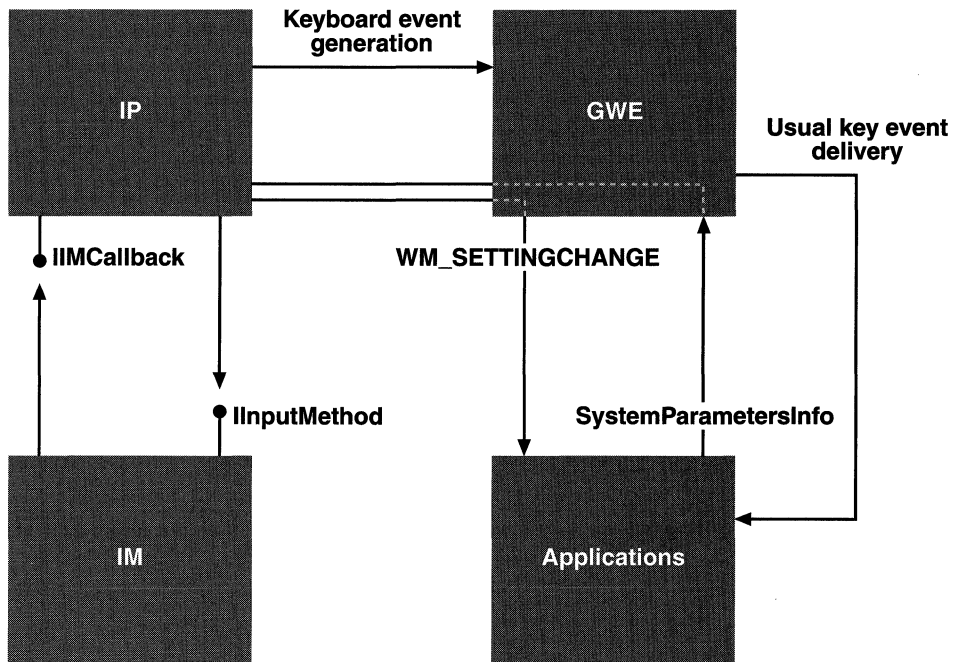 Keyboard event
generation
IP
GWE
Usual key event
delivery
IIMCallback
WM_SETTINGCHANGE
IInputMethod
SystemParametersInfo
IM
Applications